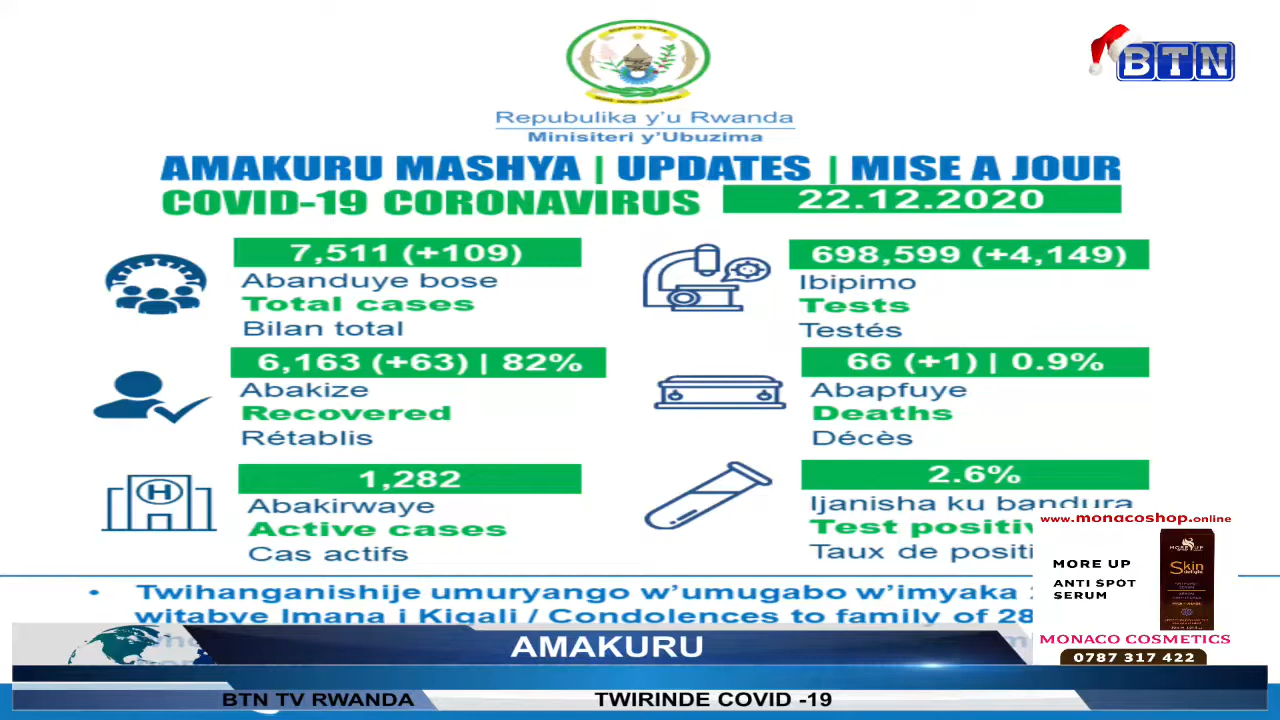 BTN
Repubulika y'u Rwanda
Minisiteri y'Ubuzima
AMAKURU MASHYA | UPDATES | MISE A JOUR
COVID-19 CORONAVIRUS 22.12.2020
7,511 (+109)
Abanduye bose
Total cases
Bilan total
698,599 (+4,149)
Ibipimo
Tests
Testés
6,163 (+63) | 82%
Abakize
Recovered
Rétablis
66 (+1) | 0.9%
Abapfuye
Deaths
Décès
1,282
Abakirwaye
Active cases
Cas actifs
2.6%
Ijanisha ku bandura
Test
Taux de
• Twihanganishije umuryango w'umugabo w'imyaka
witabye Imana i Kigali / Condolences to family of 28
www.monacoshop.online
MORE UP
ANTI SPOT
SERUM
MORE UP
Skin
MONACO COSMETICS
0787 317 422
AMAKURU
BTN TV RWANDA TWIRINDE COVID -19